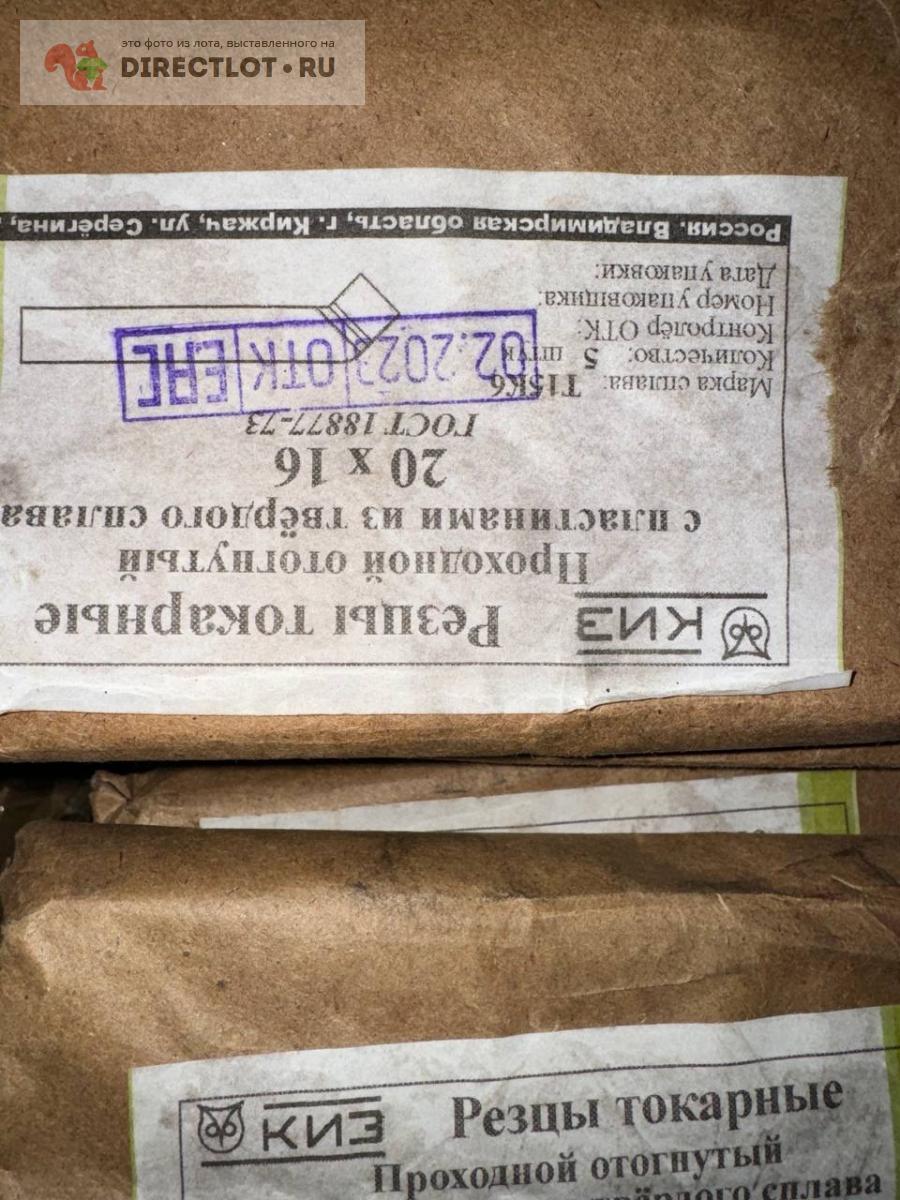 это фото из лота, выставленного на
DIRECTLOT•RU
КИЗ Резцы токарные
Проходной отогнутый
с пластинами из твёрдого сплава
20 х 16
ГОСТ 18877-73
Марка сплава: Т15К6
Количество: 5 штук
Контролёр ОТК:
Номер упаковщика:
Дата упаковки:
02.2023 ОТК ЕАС
Россия. Владимирская область, г. Киржач, ул. Серёгина,
КИЗ Резцы токарные
Проходной отогнутый
твёрдого сплава